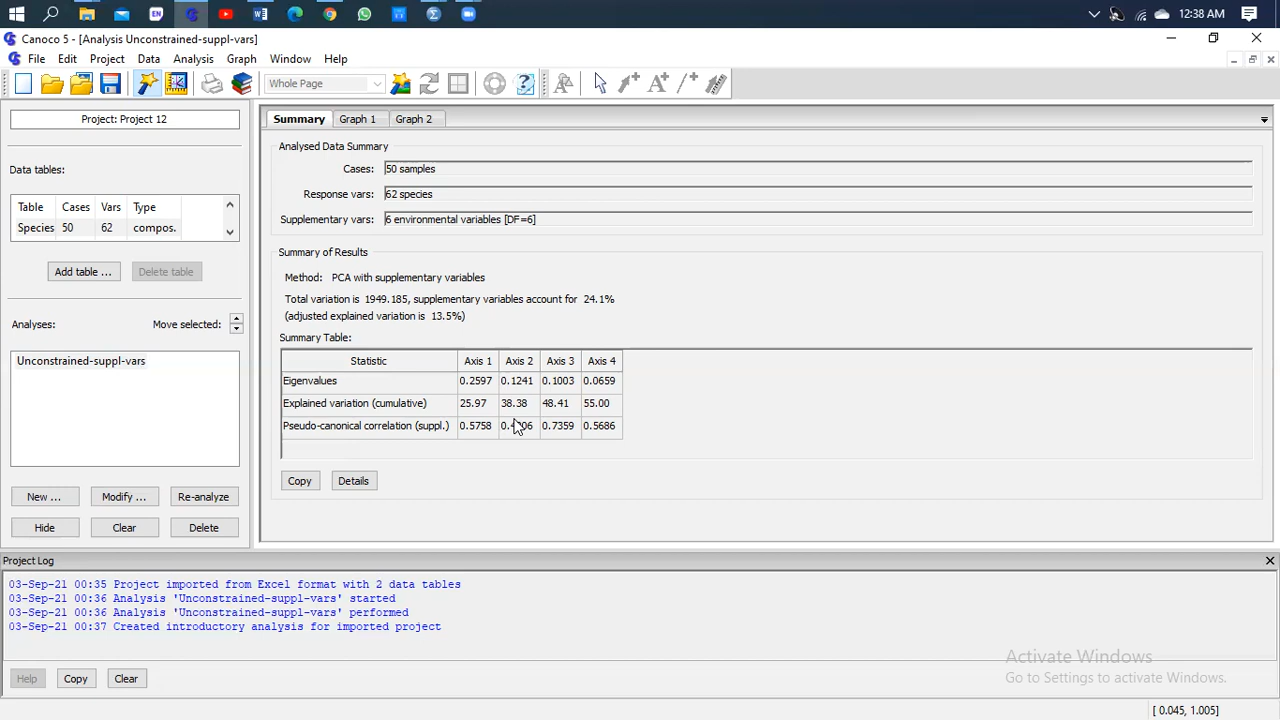 EN
12:38 AM
Canoco 5 - [Analysis Unconstrained-suppl-vars]
File Edit Project Data Analysis Graph Window Help
Whole Page
Project: Project 12
Data tables:
Table Cases Vars Type
Species 50 62 compos.
Add table ... Delete table
Analyses: Move selected:
Unconstrained-suppl-vars
New ... Modify ... Re-analyze
Hide Clear Delete
Summary Graph 1 Graph 2
Analysed Data Summary
Cases: 50 samples
Response vars: 62 species
Supplementary vars: 6 environmental variables [DF=6]
Summary of Results
Method: PCA with supplementary variables
Total variation is 1949.185, supplementary variables account for 24.1%
(adjusted explained variation is 13.5%)
Summary Table:
Statistic Axis 1 Axis 2 Axis 3 Axis 4
Eigenvalues 0.2597 0.1241 0.1003 0.0659
Explained variation (cumulative) 25.97 38.38 48.41 55.00
Pseudo-canonical correlation (suppl.) 0.5758 0.7359 0.5686
Copy Details
Project Log
03-Sep-21 00:35 Project imported from Excel format with 2 data tables
03-Sep-21 00:36 Analysis 'Unconstrained-suppl-vars' started
03-Sep-21 00:36 Analysis 'Unconstrained-suppl-vars' performed
03-Sep-21 00:37 Created introductory analysis for imported project
Help Copy Clear
Activate Windows
Go to Settings to activate Windows.
[ 0.045, 1.005]